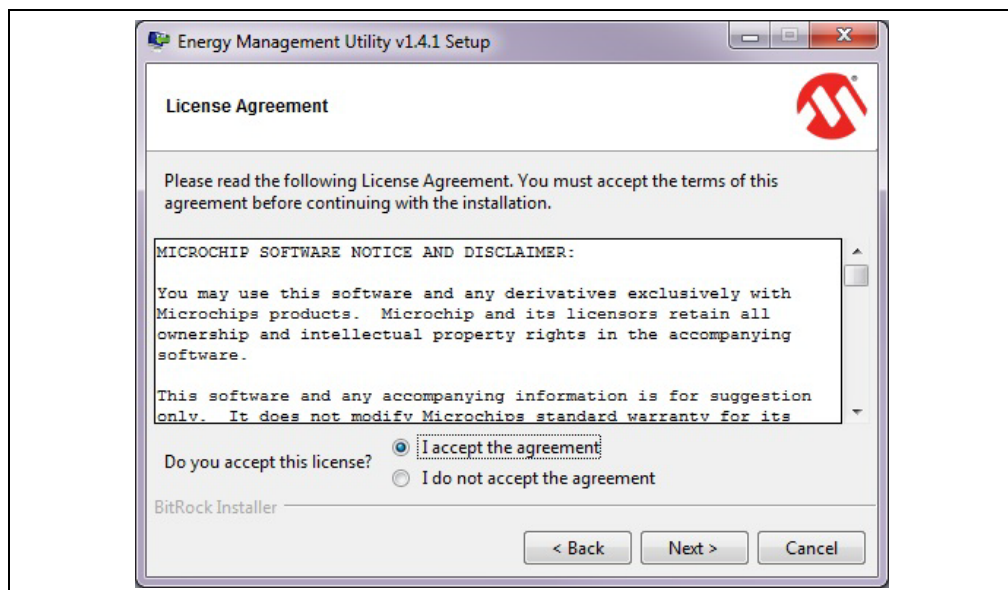 Energy Management Utility v1.4.1 Setup
License Agreement
Please read the following License Agreement. You must accept the terms of this
agreement before continuing with the installation.
MICROCHIP SOFTWARE NOTICE AND DISCLAIMER:
You may use this software and any derivatives exclusively with
Microchips products.  Microchip and its licensors retain all
ownership and intellectual property rights in the accompanying
software.
This software and any accompanying information is for suggestion
only.  It does not modify Microchips standard warranty for its
Do you accept this license?
I accept the agreement
I do not accept the agreement
BitRock Installer
< Back Next > Cancel